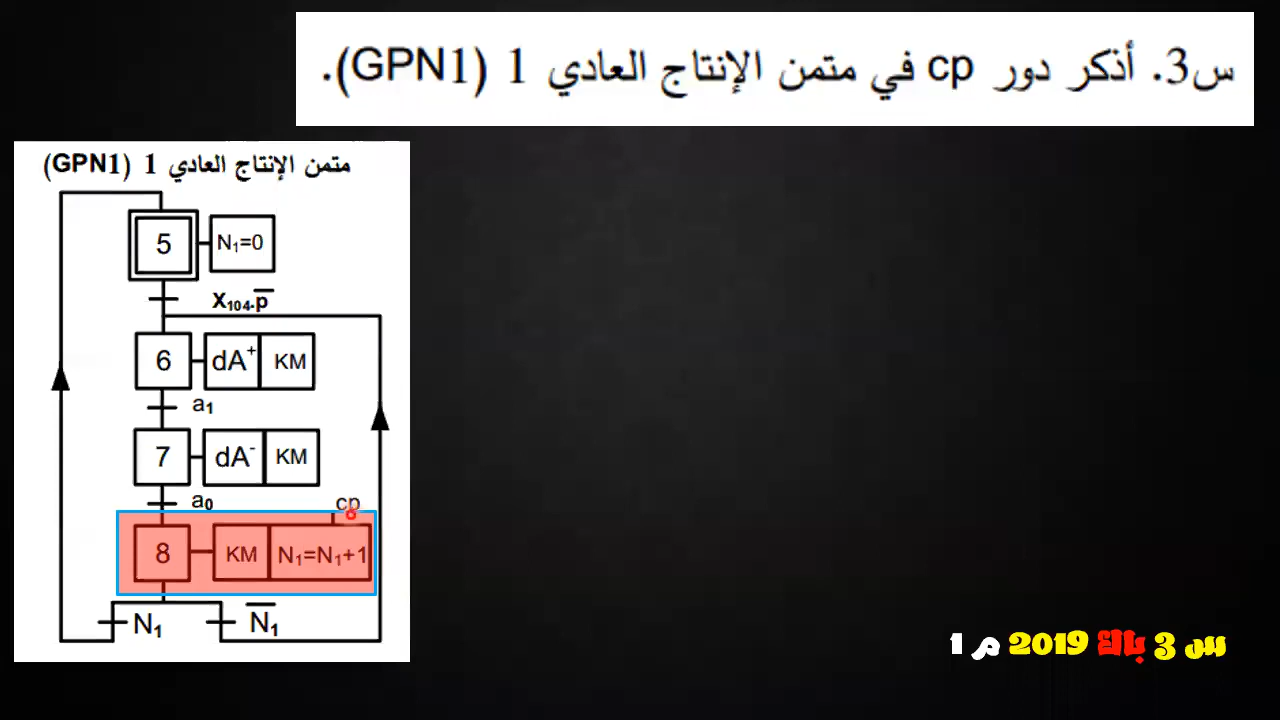 س3. أذكر دور cp في متمن الإنتاج العادي 1 (GPN1).
متمن الإنتاج العادي 1 (GPN1)
5 N₁=0
X₁₀₄.p̅
6 dA⁺ KM
a₁
7 dA⁻ KM
a₀ cp
8 KM N₁=N₁+1
N₁ N̅₁
س 3 باك 2019 م 1